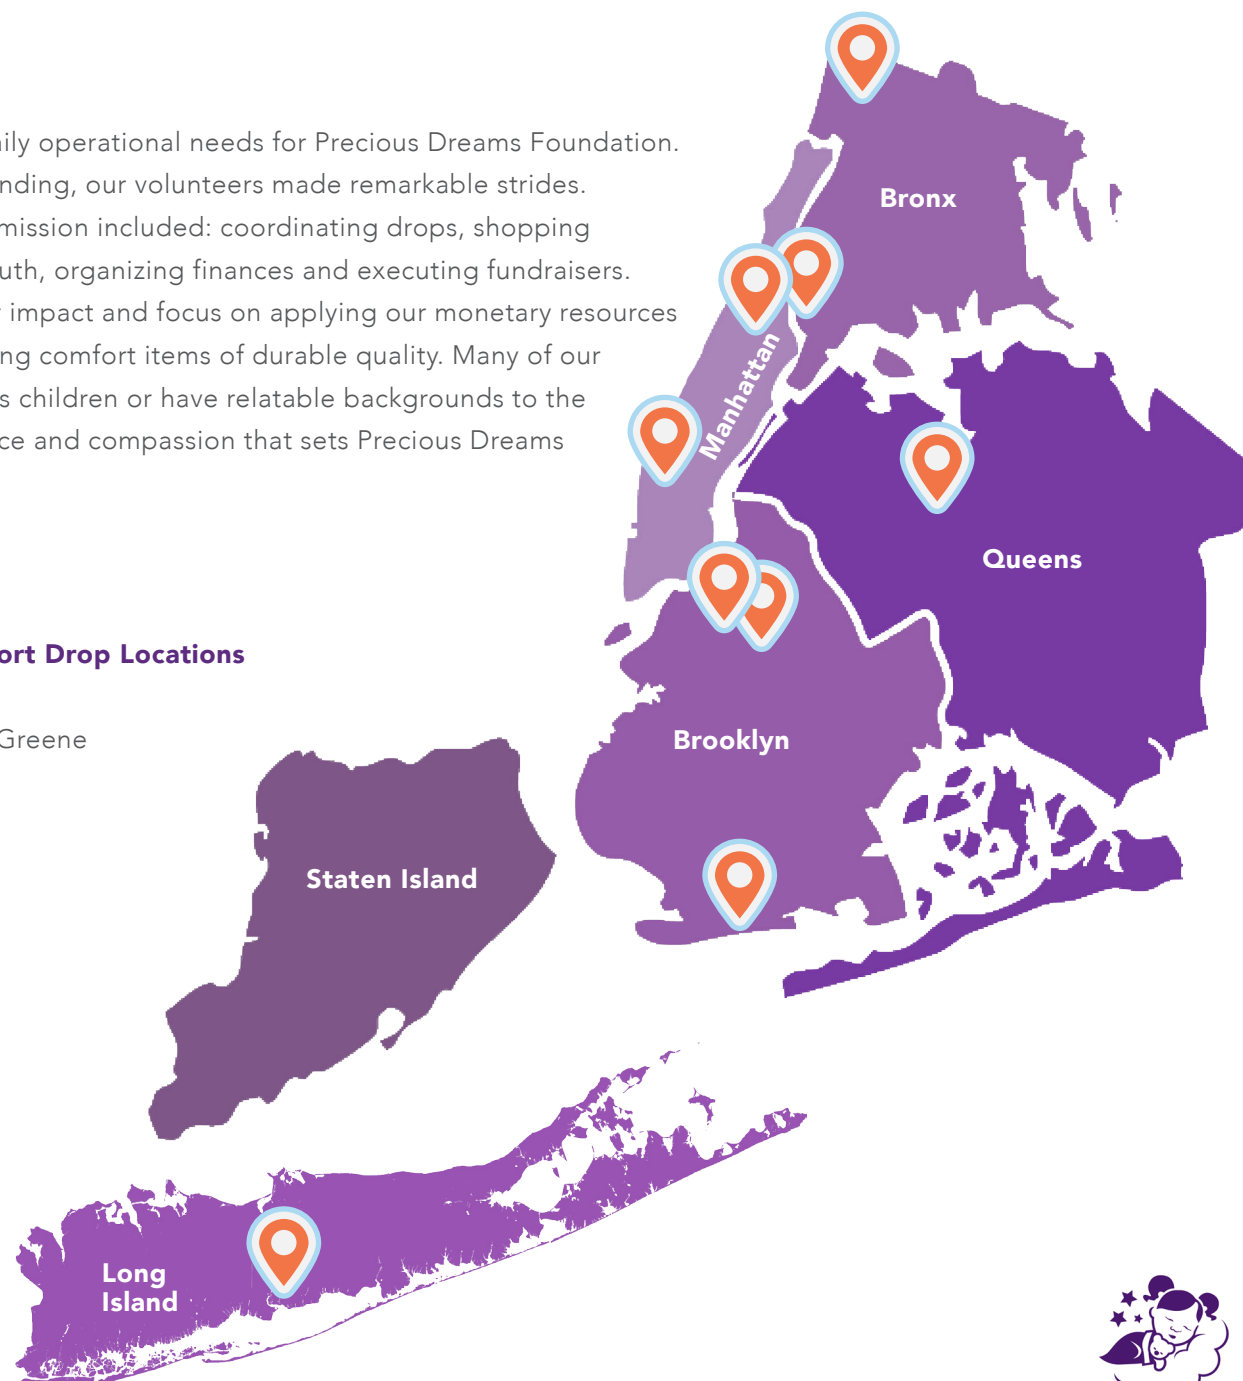 aily operational needs for Precious Dreams Foundation.
nding, our volunteers made remarkable strides.
mission included: coordinating drops, shopping
uth, organizing finances and executing fundraisers.
impact and focus on applying our monetary resources
ng comfort items of durable quality. Many of our
s children or have relatable backgrounds to the
ce and compassion that sets Precious Dreams
ort Drop Locations
Greene
Bronx
Manhattan
Queens
Brooklyn
Staten Island
Long
Island